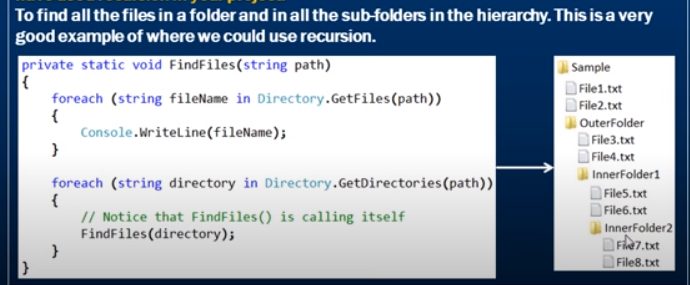 To find all the files in a folder and in all the sub-folders in the hierarchy. This is a very
good example of where we could use recursion.
private static void FindFiles(string path)
{
foreach (string fileName in Directory.GetFiles(path))
{
Console.WriteLine(fileName);
}
foreach (string directory in Directory.GetDirectories(path))
{
// Notice that FindFiles() is calling itself
FindFiles(directory);
}
}
Sample
File1.txt
File2.txt
OuterFolder
File3.txt
File4.txt
InnerFolder1
File5.txt
File6.txt
InnerFolder2
File7.txt
File8.txt